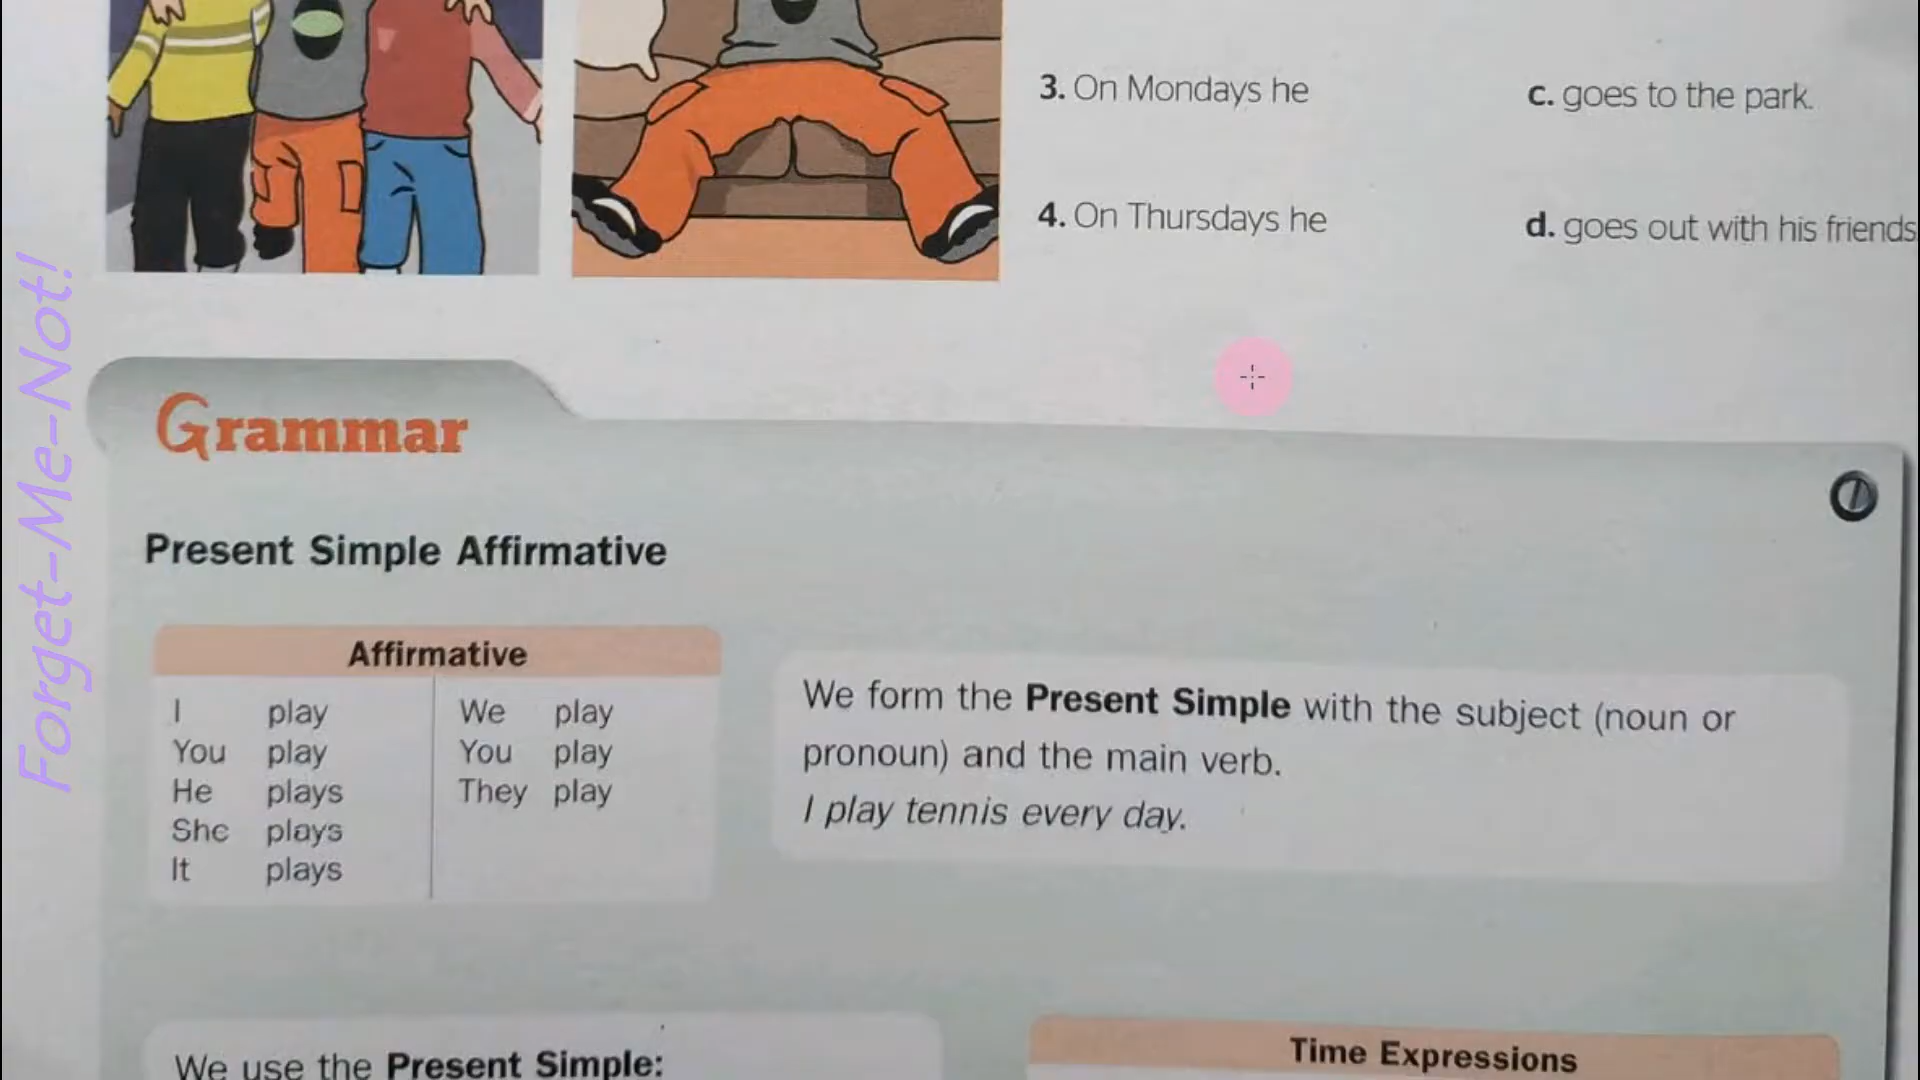 3. On Mondays he
c. goes to the park.
4. On Thursdays he
d. goes out with his friends
Forget-Me-Not!
Grammar
Present Simple Affirmative
Affirmative
I play
We play
You play
You play
He plays
They play
She plays
It plays
We form the Present Simple with the subject (noun or
pronoun) and the main verb.
I play tennis every day.
We use the Present Simple:
Time Expressions